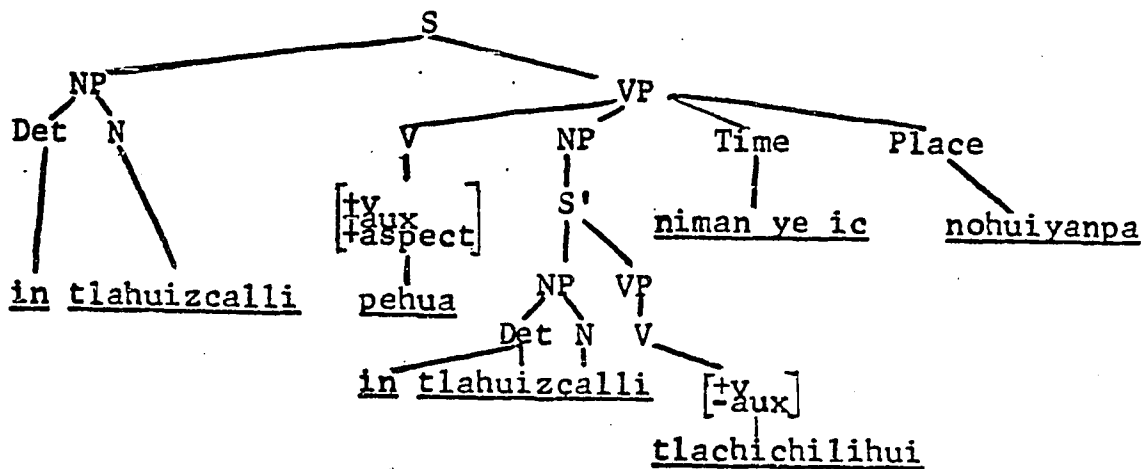 S
NP VP
Det N V NP Time Place
[+v
+aux
+aspect] S' niman ye ic nohuiyanpa
in tlahuizcalli pehua NP VP
Det N V
in tlahuizcalli [+v
-aux]
tlachichilihui